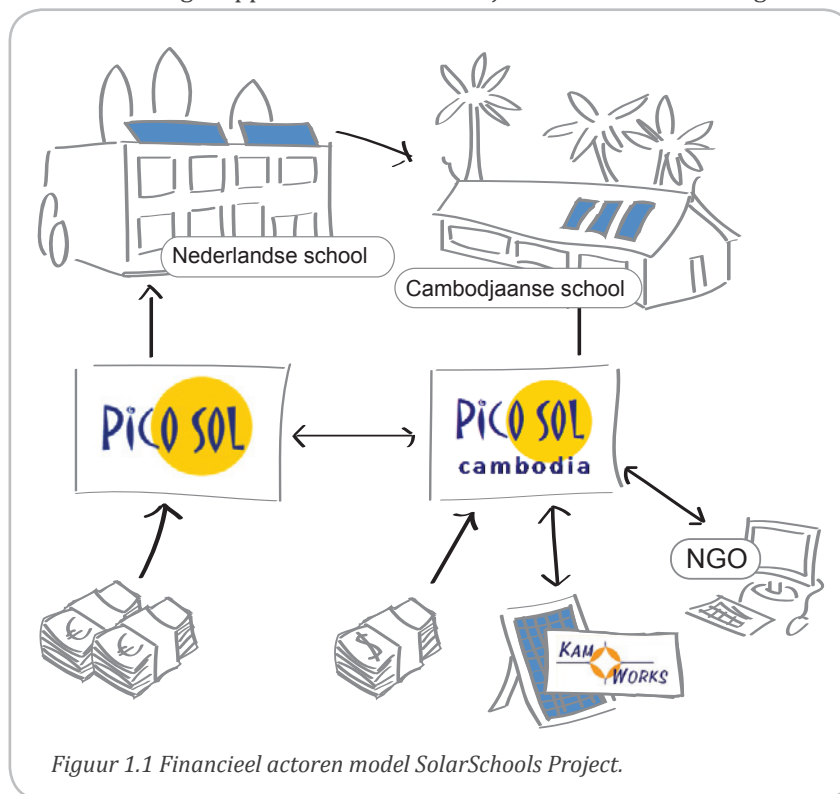 Nederlandse school
Cambodjaanse school
PiCO SOL
PiCO SOL
cambodia
NGO
€
€
$
KAM
WORKS
Figuur 1.1 Financieel actoren model SolarSchools Project.